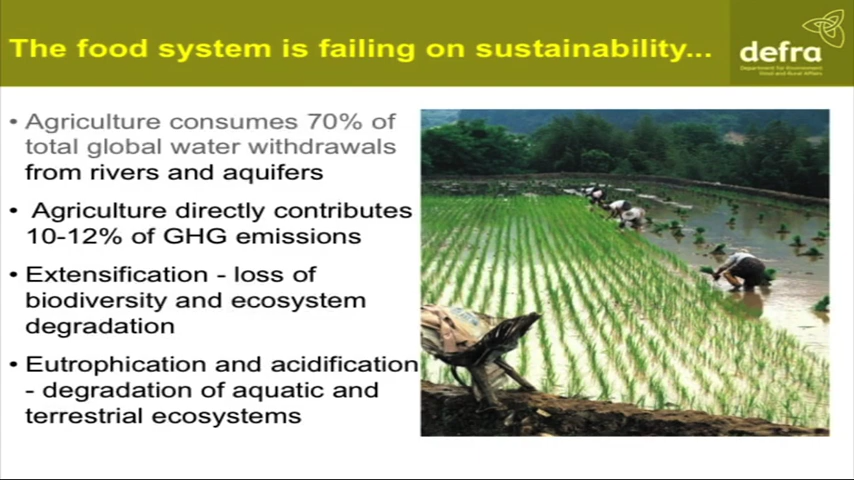 The food system is failing on sustainability...
defra
Department for Environment
Food and Rural Affairs
• Agriculture consumes 70% of
total global water withdrawals
from rivers and aquifers
• Agriculture directly contributes
10-12% of GHG emissions
• Extensification - loss of
biodiversity and ecosystem
degradation
• Eutrophication and acidification
- degradation of aquatic and
terrestrial ecosystems